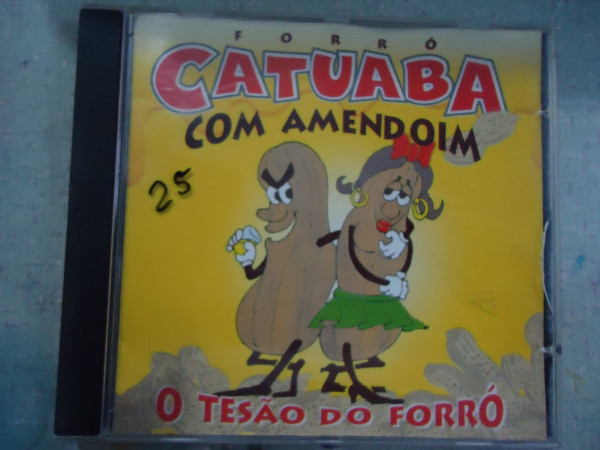 FORRÓ
CATUABA
COM AMENDOIM
25
O TESÃO DO FORRÓ